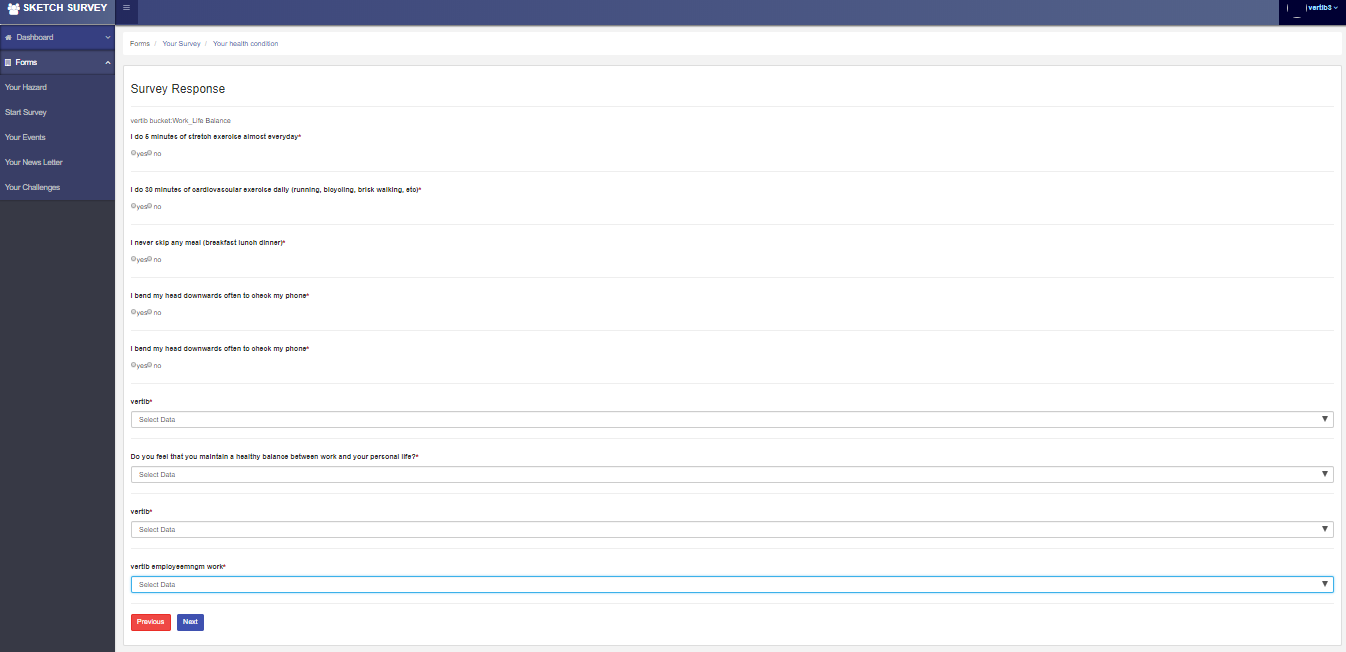 SKETCH SURVEY
vertib8
Dashboard
Forms
Your Hazard
Start Survey
Your Events
Your News Letter
Your Challenges
Forms / Your Survey / Your health condition
Survey Response
vertib bucket:Work_Life Balance
I do 5 minutes of stretch exercise almost everyday*
yes no
I do 30 minutes of cardiovascular exercise daily (running, bicycling, brisk walking, etc)*
yes no
I never skip any meal (breakfast lunch dinner)*
yes no
I bend my head downwards often to check my phone*
yes no
I bend my head downwards often to check my phone*
yes no
vertib*
Select Data
Do you feel that you maintain a healthy balance between work and your personal life?*
Select Data
vertib*
Select Data
vertib employeemngm work*
Select Data
Previous Next